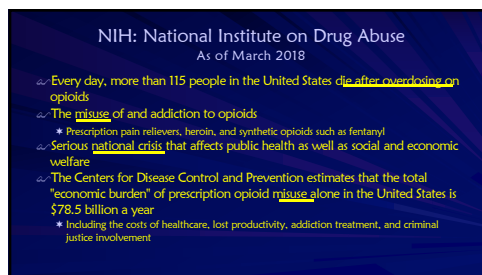 NIH: National Institute on Drug Abuse
As of March 2018
Every day, more than 115 people in the United States die after overdosing on
opioids
The misuse of and addiction to opioids
* Prescription pain relievers, heroin, and synthetic opioids such as fentanyl
Serious national crisis that affects public health as well as social and economic
welfare
The Centers for Disease Control and Prevention estimates that the total
"economic burden" of prescription opioid misuse alone in the United States is
$78.5 billion a year
* Including the costs of healthcare, lost productivity, addiction treatment, and criminal
justice involvement